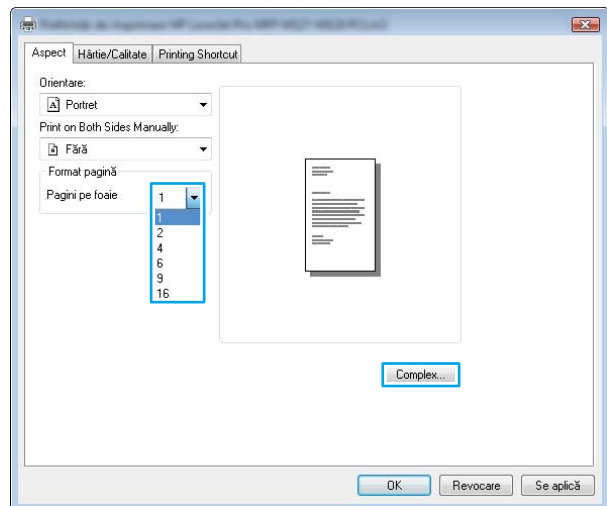 Aspect Hârtie/Calitate Printing Shortcut
Orientare:
A Portret
Print on Both Sides Manually:
Fără
Format pagină
Pagini pe foaie 1
1
2
4
6
9
16
Complex...
OK Revocare Se aplică